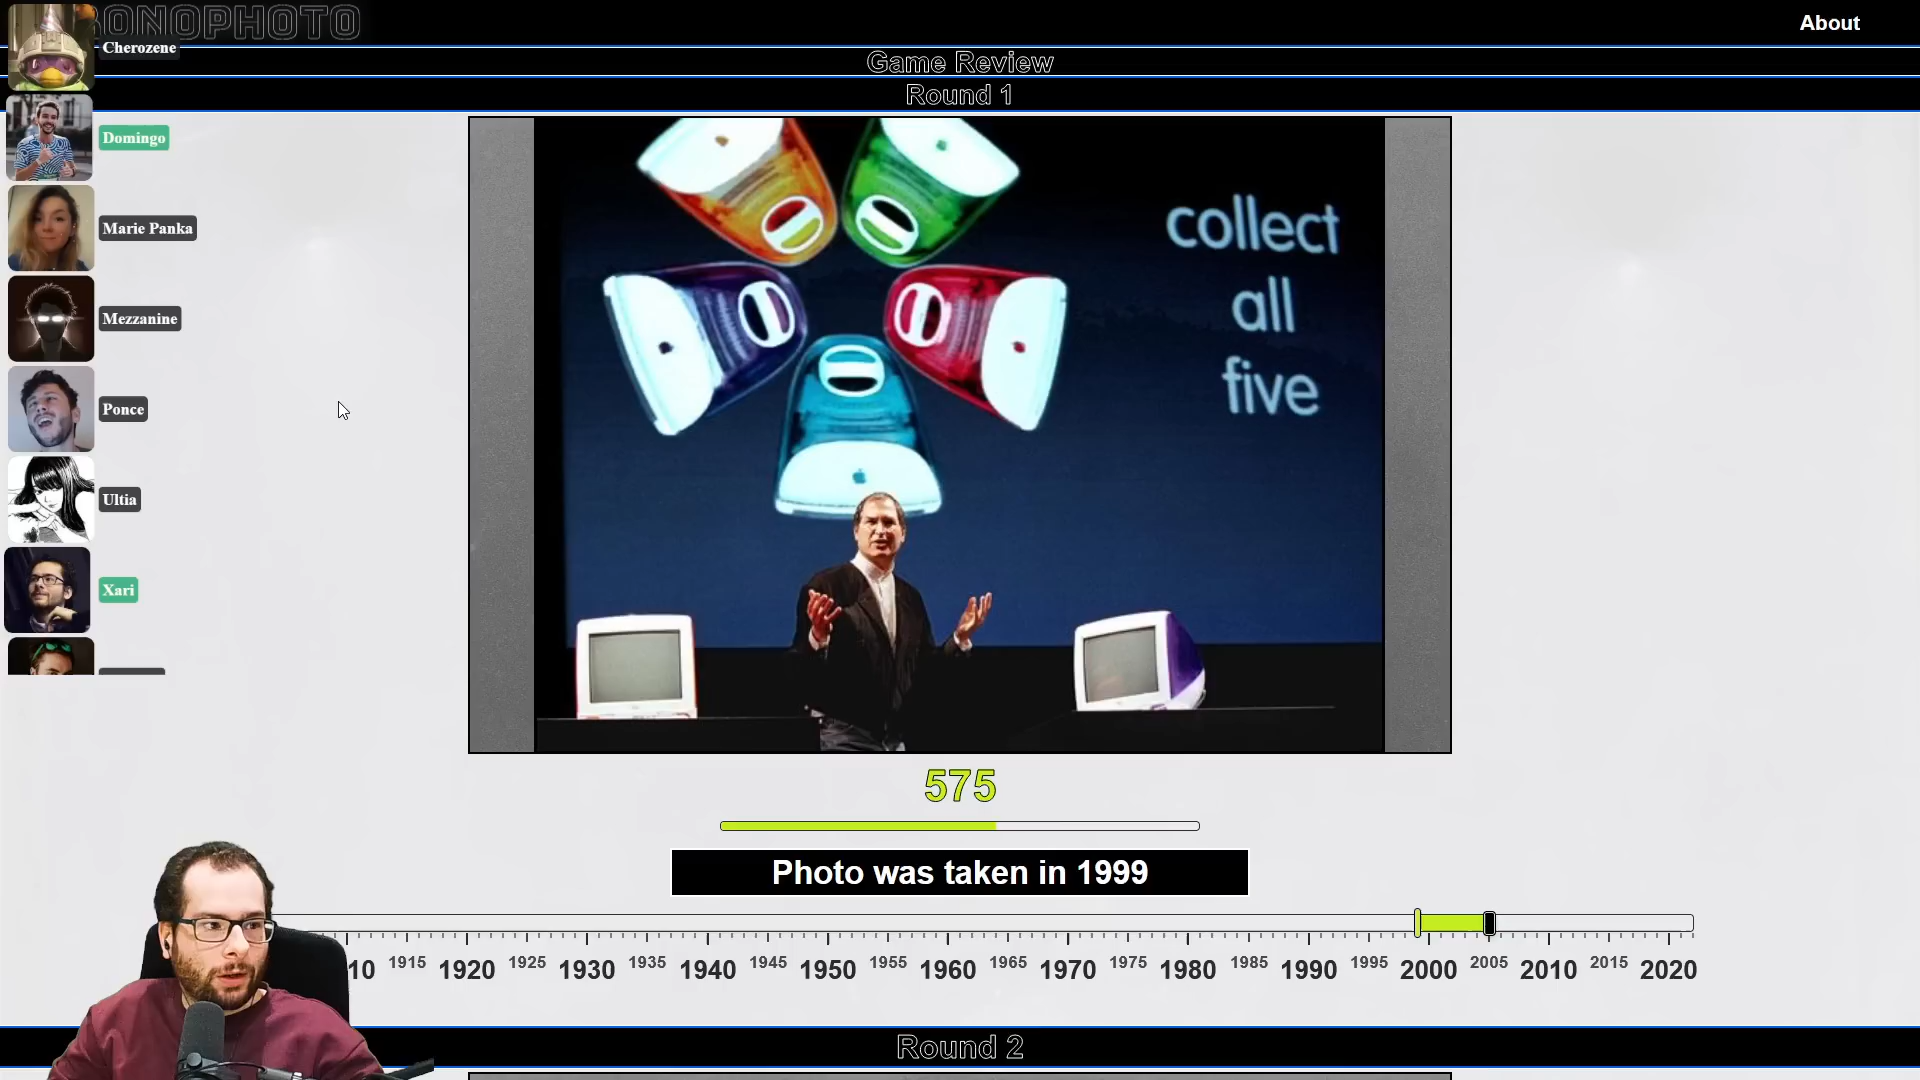 ONOPHOTO
About
Cherozene
Game Review
Round 1
Domingo
Marie Panka
Mezzanine
Ponce
Ultia
Xari
collect
all
five
575
Photo was taken in 1999
10 1915 1920 1925 1930 1935 1940 1945 1950 1955 1960 1965 1970 1975 1980 1985 1990 1995 2000 2005 2010 2015 2020
Round 2